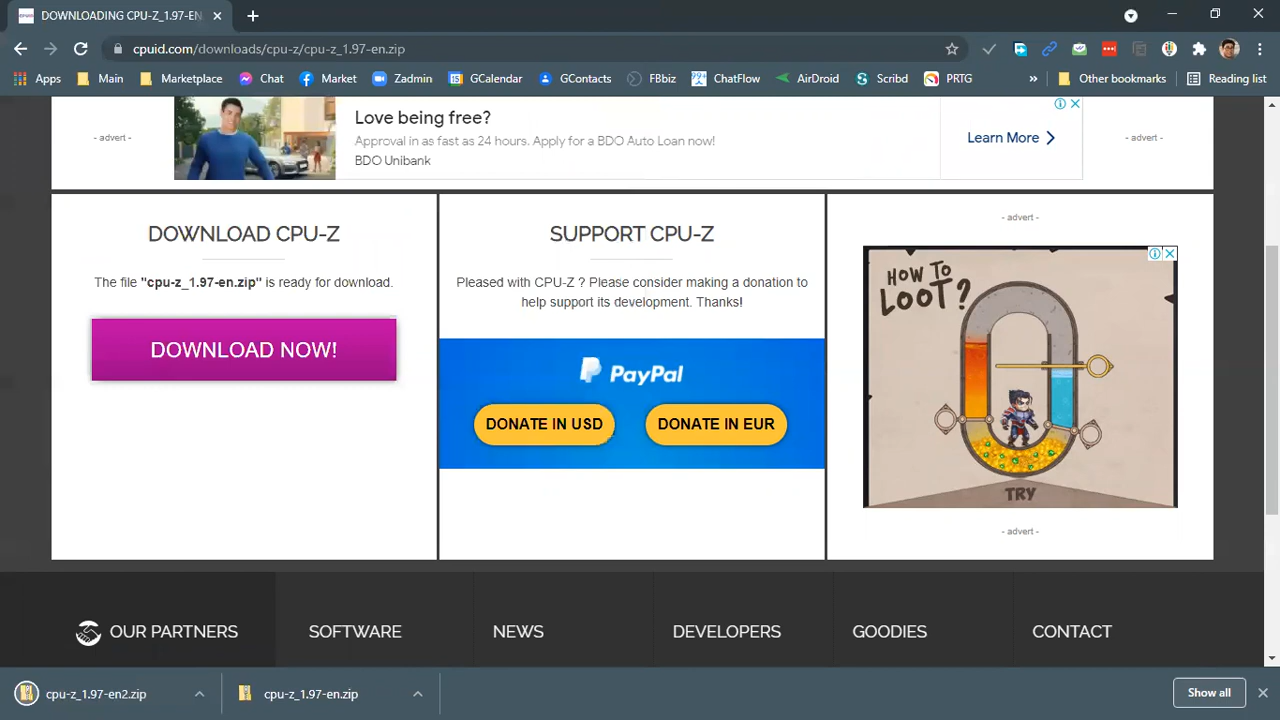 DOWNLOADING CPU-Z_1.97-EN
cpuid.com/downloads/cpu-z/cpu-z_1.97-en.zip
Apps
Main
Marketplace
Chat
Market
Zadmin
GCalendar
GContacts
FBbiz
99+
ChatFlow
AirDroid
Scribd
PRTG
»
Other bookmarks
Reading list
- advert -
Love being free?
Approval in as fast as 24 hours. Apply for a BDO Auto Loan now!
BDO Unibank
Learn More
- advert -
DOWNLOAD CPU-Z
The file "cpu-z_1.97-en.zip" is ready for download.
DOWNLOAD NOW!
SUPPORT CPU-Z
Pleased with CPU-Z ? Please consider making a donation to
help support its development. Thanks!
PayPal
DONATE IN USD
DONATE IN EUR
- advert -
HOW TO
LOOT?
TRY
- advert -
OUR PARTNERS
SOFTWARE
NEWS
DEVELOPERS
GOODIES
CONTACT
cpu-z_1.97-en2.zip
cpu-z_1.97-en.zip
Show all